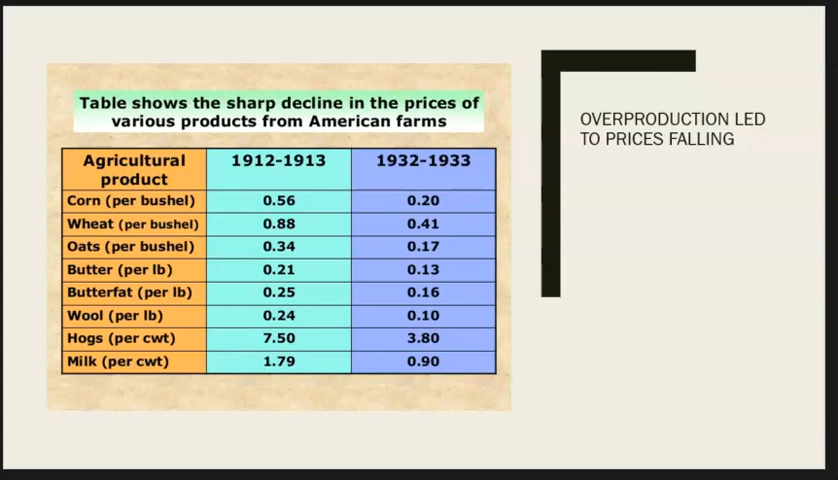 Table shows the sharp decline in the prices of
various products from American farms
Agricultural product 1912-1913 1932-1933
Corn (per bushel) 0.56 0.20
Wheat (per bushel) 0.88 0.41
Oats (per bushel) 0.34 0.17
Butter (per lb) 0.21 0.13
Butterfat (per lb) 0.25 0.16
Wool (per lb) 0.24 0.10
Hogs (per cwt) 7.50 3.80
Milk (per cwt) 1.79 0.90
OVERPRODUCTION LED
TO PRICES FALLING